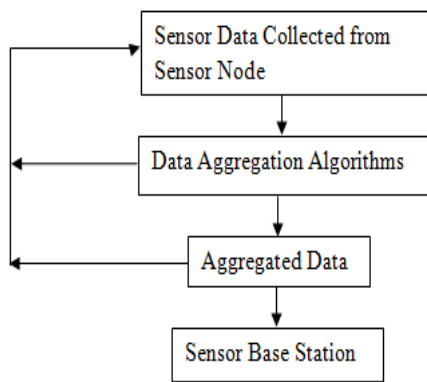 Sensor Data Collected from
Sensor Node
Data Aggregation Algorithms
Aggregated Data
Sensor Base Station